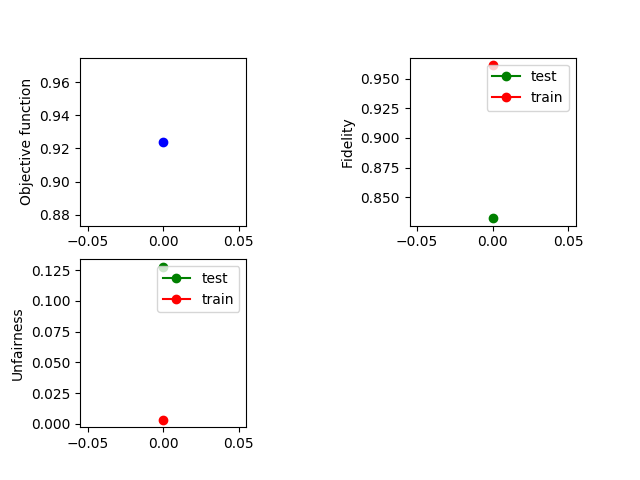 Objective function
0.96
0.94
0.92
0.90
0.88
−0.05 0.00 0.05
Fidelity
0.950
0.925
0.900
0.875
0.850
−0.05 0.00 0.05
test
train
Unfairness
0.125
0.100
0.075
0.050
0.025
0.000
−0.05 0.00 0.05
test
train